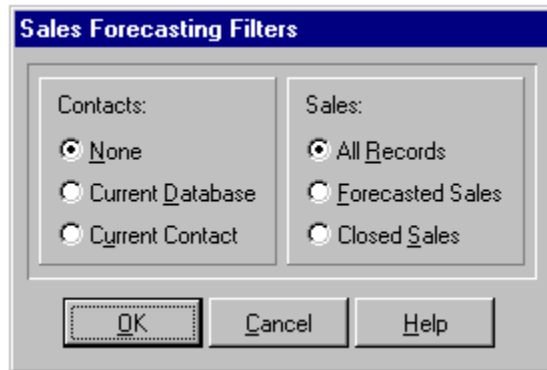 Sales Forecasting Filters
Contacts:
None
Current Database
Current Contact
Sales:
All Records
Forecasted Sales
Closed Sales
OK
Cancel
Help